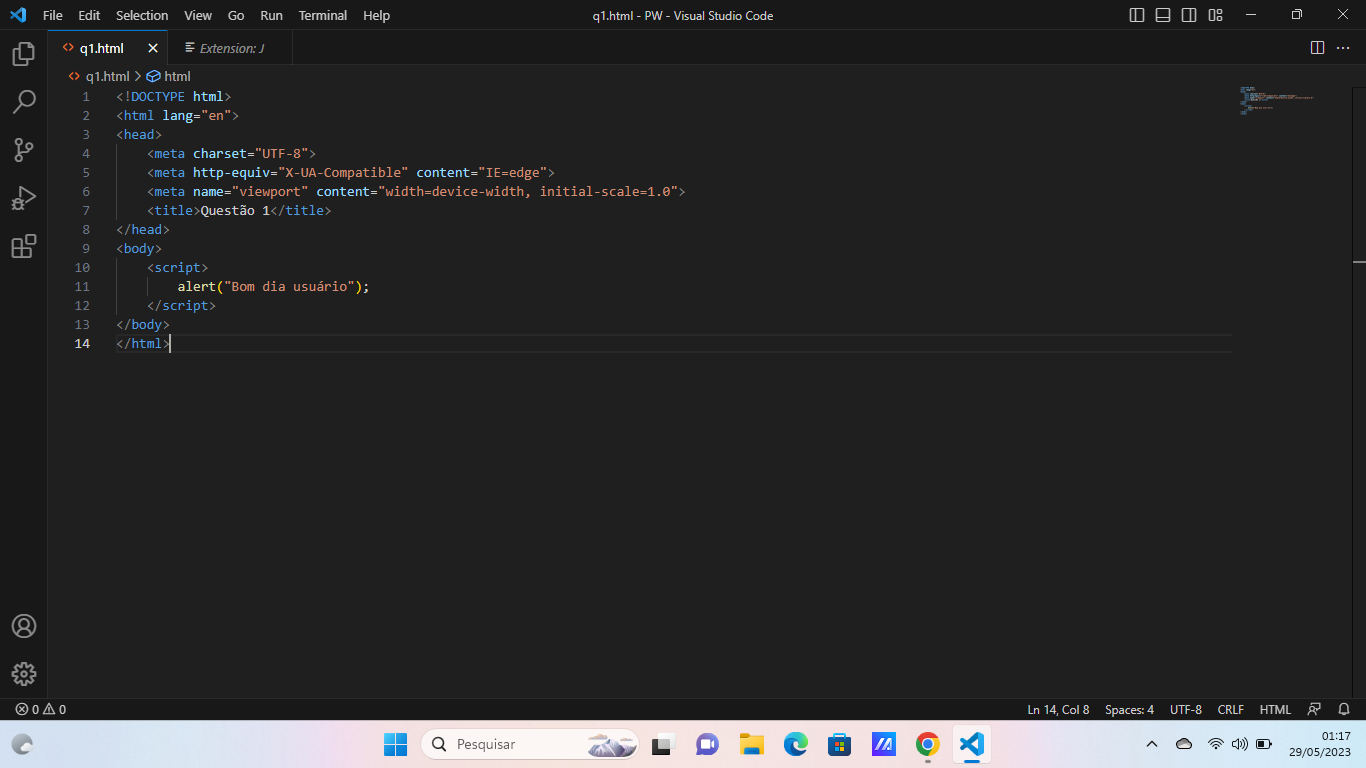 File Edit Selection View Go Run Terminal Help q1.html - PW - Visual Studio Code
q1.html Extension: J
q1.html > html
1 <!DOCTYPE html>
2 <html lang="en">
3 <head>
4 <meta charset="UTF-8">
5 <meta http-equiv="X-UA-Compatible" content="IE=edge">
6 <meta name="viewport" content="width=device-width, initial-scale=1.0">
7 <title>Questão 1</title>
8 </head>
9 <body>
10 <script>
11 alert("Bom dia usuário");
12 </script>
13 </body>
14 </html>
0 0 Ln 14, Col 8 Spaces: 4 UTF-8 CRLF HTML
Pesquisar
01:17
29/05/2023